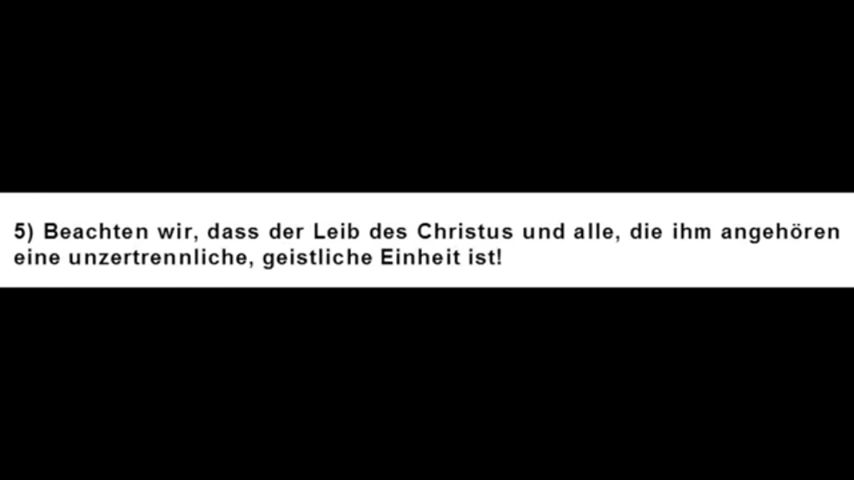 5) Beachten wir, dass der Leib des Christus und alle, die ihm angehören
eine unzertrennliche, geistliche Einheit ist!